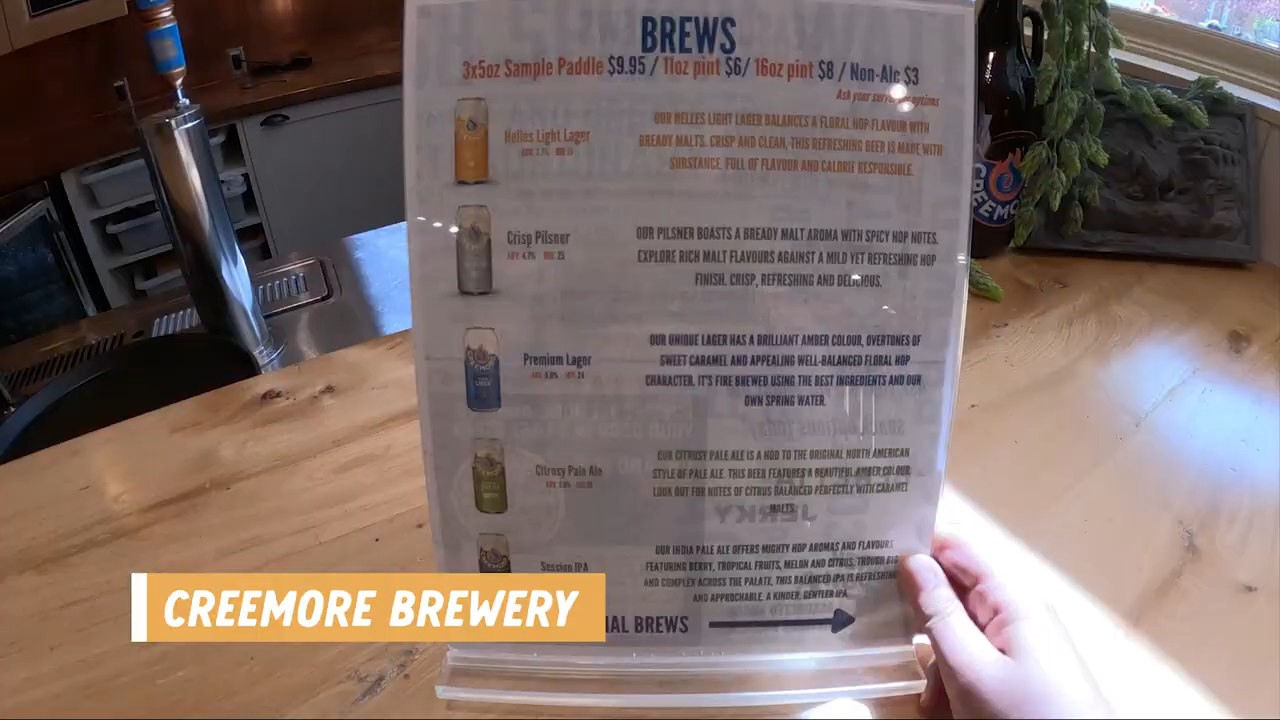 BREWS
3x5oz Sample Paddle $9.95 / 11oz pint $6/ 16oz pint $8 / Non-Ale $3
Ask your options
Helles Light Lager
OUR HELLES LIGHT LAGER BALANCES A FLORAL HOP FLAVOUR WITH
BREADY MALTS. CRISP AND CLEAN, THIS REFRESHING BEER IS MADE WITH
SUBSTANCE. FULL OF FLAVOUR AND CALORIE RESPONSIBLE.
Crisp Pilsner
OUR PILSNER BOASTS A BREADY MALT AROMA WITH SPICY HOP NOTES.
EXPLORE RICH MALT FLAVOURS AGAINST A MILD YET REFRESHING HOP
FINISH. CRISP, REFRESHING AND DELICIOUS.
Premium Lager
OUR UNIQUE LAGER HAS A BRILLIANT AMBER COLOUR, OVERTONES OF
SWEET CARAMEL AND APPEALING WELL-BALANCED FLORAL HOP
CHARACTER. IT'S FIRE BREWED USING THE BEST INGREDIENTS AND OUR
OWN SPRING WATER.
Citrusy Pale Ale
OUR CITRUSY PALE ALE IS A NOD TO THE ORIGINAL NORTH AMERICAN
STYLE OF PALE ALE. THIS BEER FEATURES A BEAUTIFUL AMBER COLOUR.
LOOK OUT FOR NOTES OF CITRUS BALANCED PERFECTLY WITH CARAMEL
MALTS.
Session IPA
OUR INDIA PALE ALE OFFERS MIGHTY HOP AROMAS AND FLAVOURS
FEATURING BERRY, TROPICAL FRUITS, MELON AND CITRUS. THOUGH BIG
AND COMPLEX ACROSS THE PALATE, THIS BALANCED IPA IS REFRESHING
AND APPROACHABLE. A KINDER, GENTLER IPA.
BREWS
CREEMORE BREWERY
CREEMO